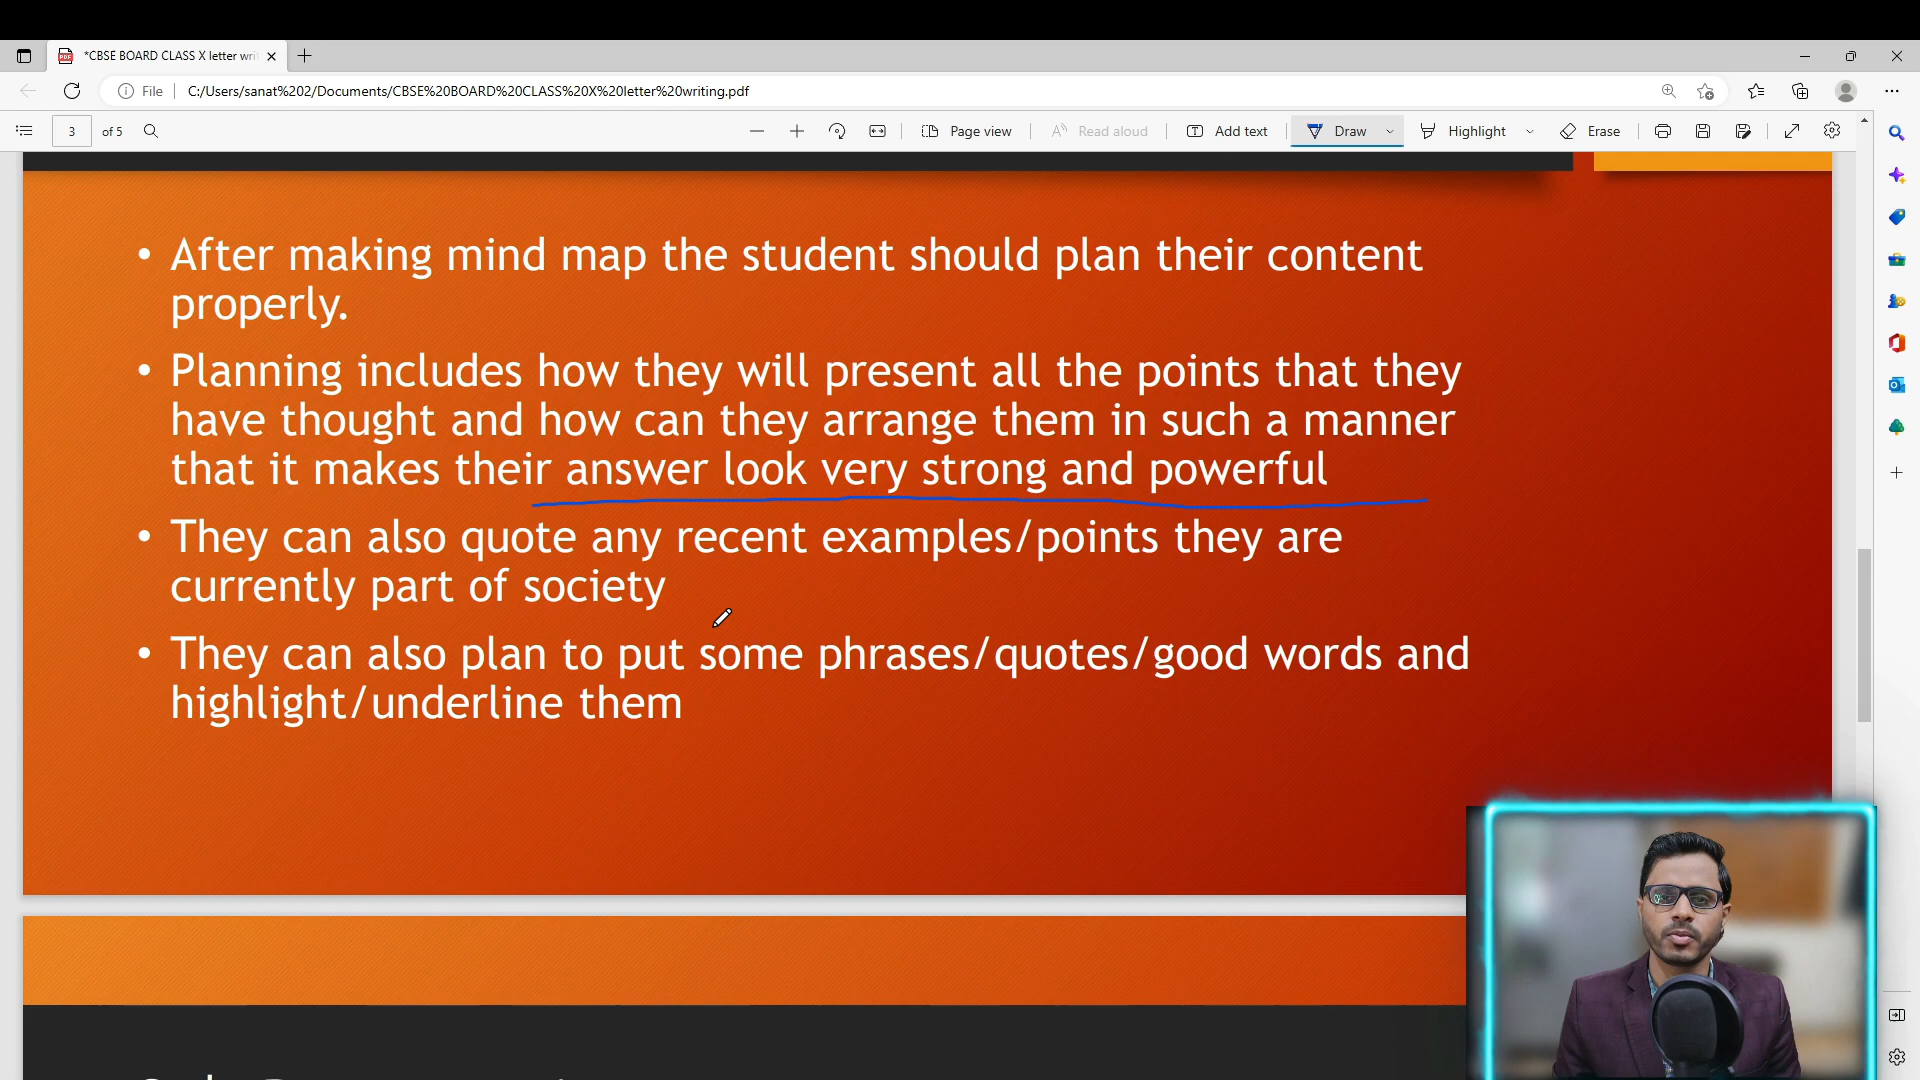 *CBSE BOARD CLASS X letter wri
File
C:/Users/sanat%202/Documents/CBSE%20BOARD%20CLASS%20X%20letter%20writing.pdf
3 of 5
Page view
Read aloud
Add text
Draw
Highlight
Erase
• After making mind map the student should plan their content
properly.
• Planning includes how they will present all the points that they
have thought and how can they arrange them in such a manner
that it makes their answer look very strong and powerful
• They can also quote any recent examples/points they are
currently part of society
• They can also plan to put some phrases/quotes/good words and
highlight/underline them